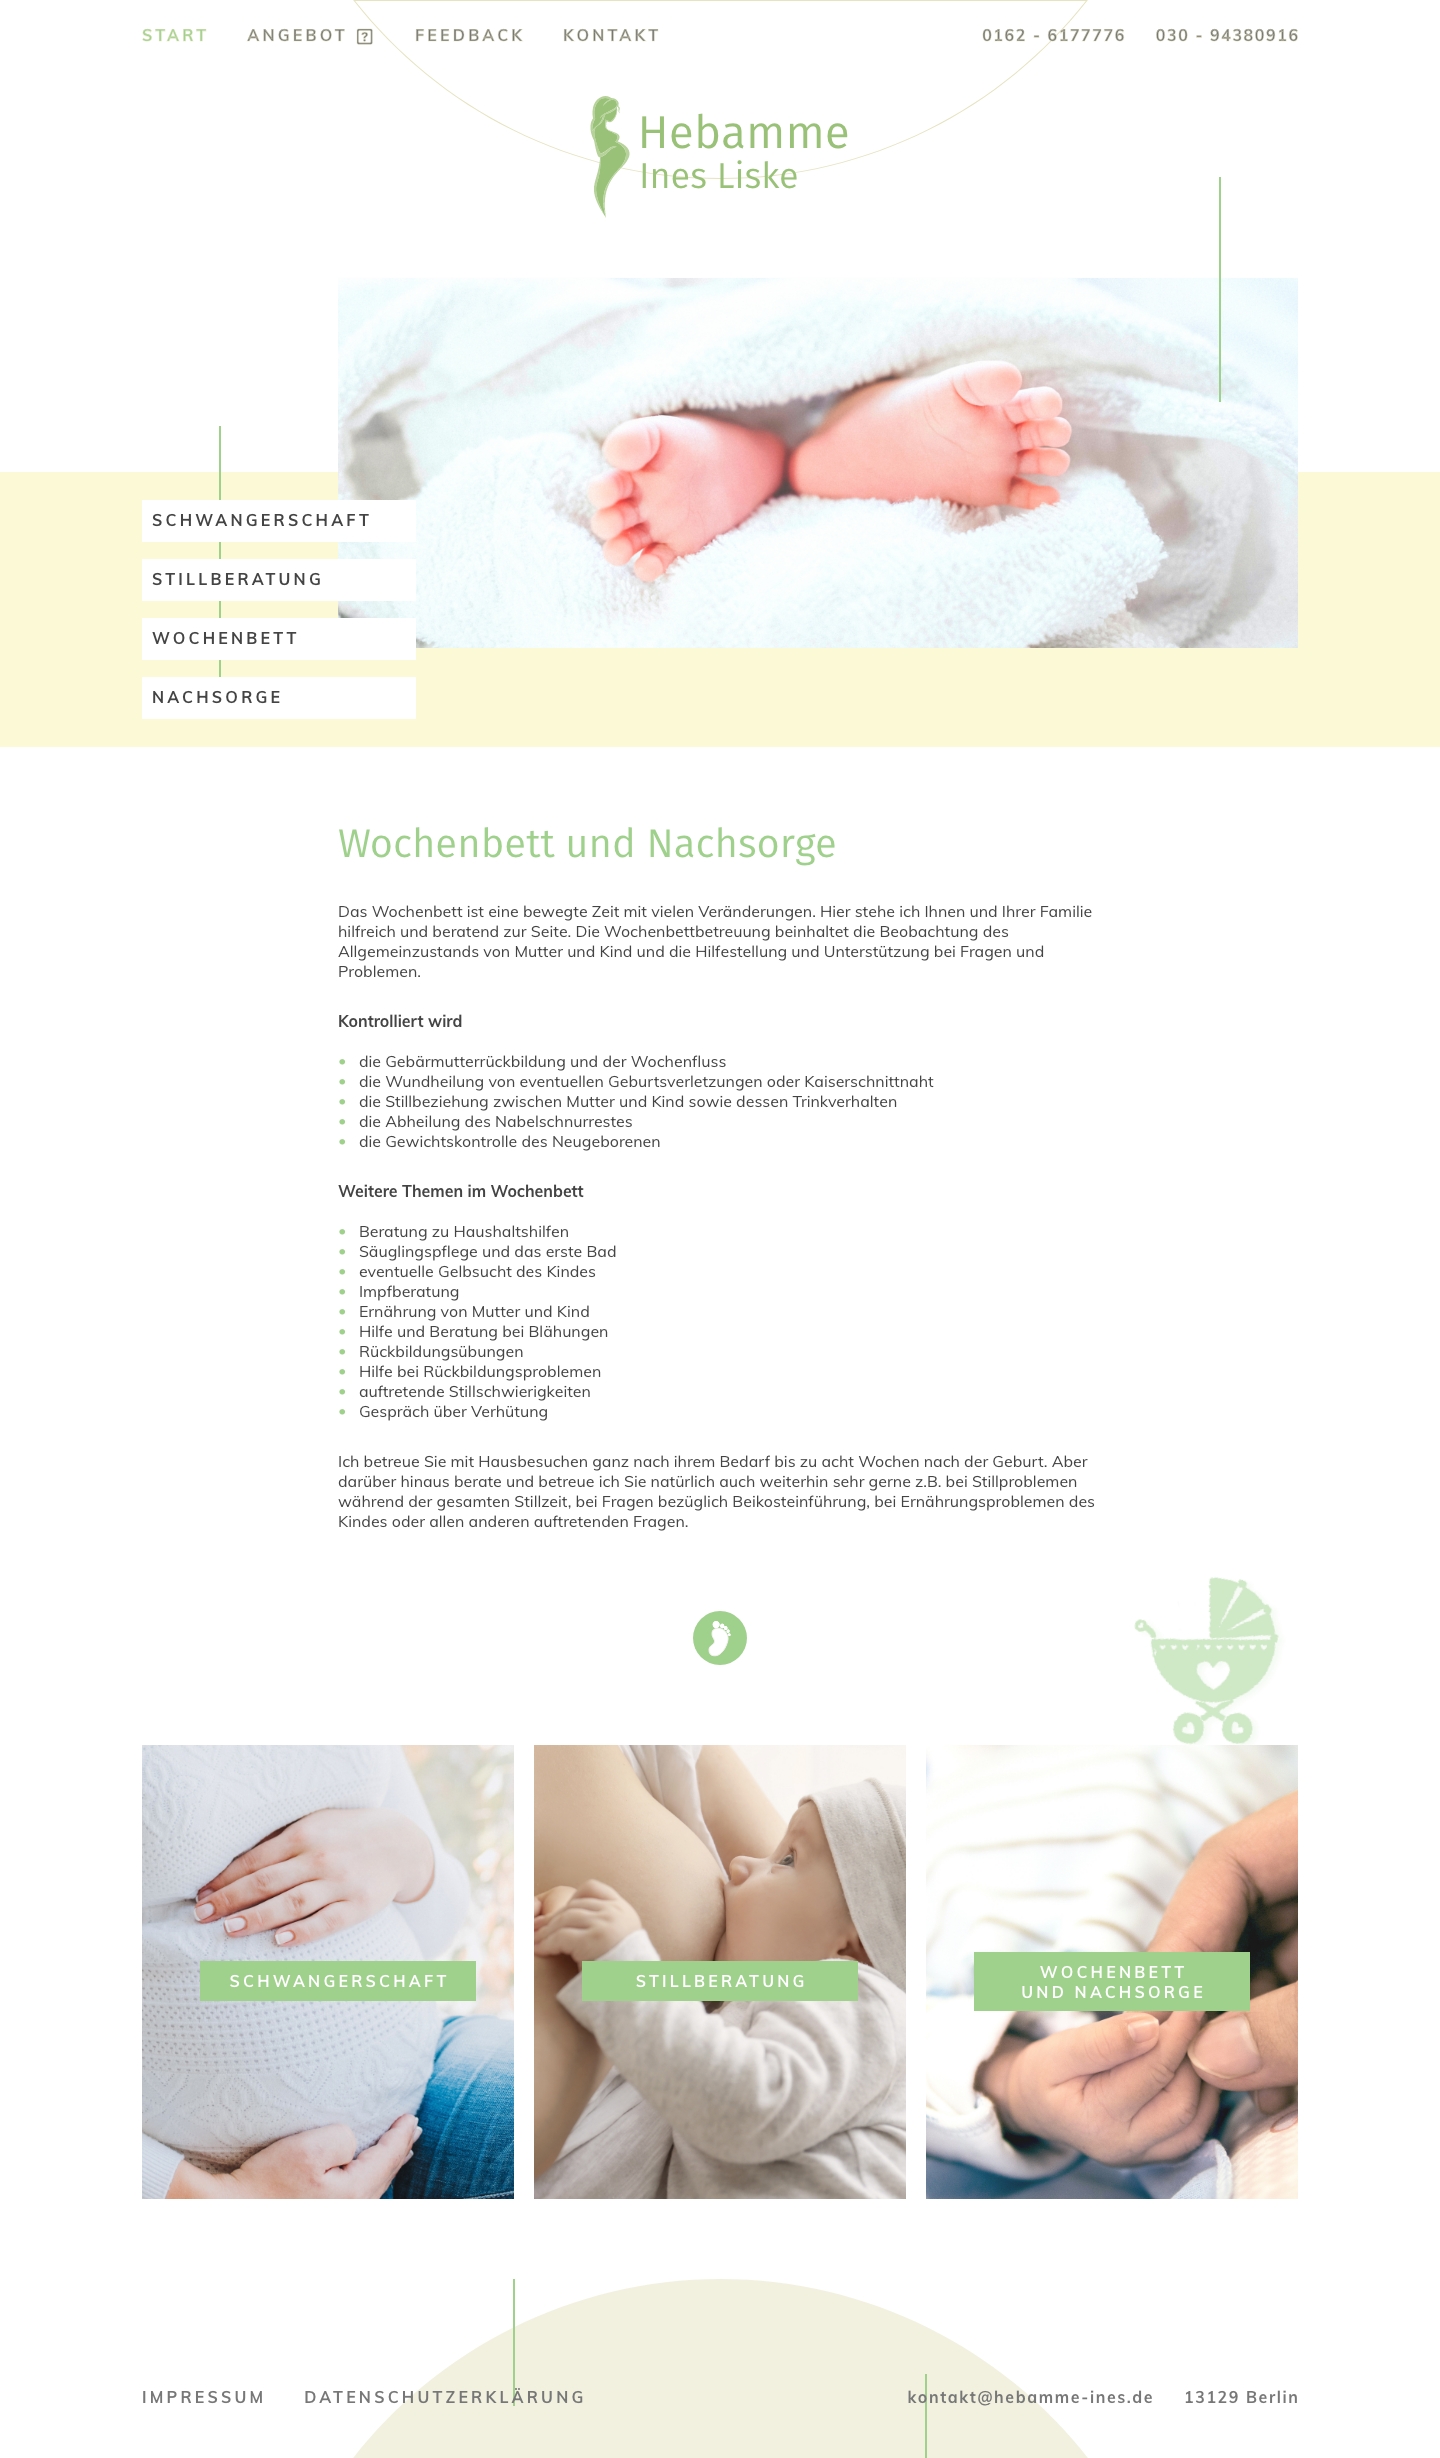 START ANGEBOT FEEDBACK KONTAKT 0162 - 6177776 030 - 94380916
Hebamme
Ines Liske
SCHWANGERSCHAFT
STILLBERATUNG
WOCHENBETT
NACHSORGE
Wochenbett und Nachsorge
Das Wochenbett ist eine bewegte Zeit mit vielen Veränderungen. Hier stehe ich Ihnen und Ihrer Familie
hilfreich und beratend zur Seite. Die Wochenbettbetreuung beinhaltet die Beobachtung des
Allgemeinzustands von Mutter und Kind und die Hilfestellung und Unterstützung bei Fragen und
Problemen.
Kontrolliert wird
• die Gebärmutterrückbildung und der Wochenfluss
• die Wundheilung von eventuellen Geburtsverletzungen oder Kaiserschnittnaht
• die Stillbeziehung zwischen Mutter und Kind sowie dessen Trinkverhalten
• die Abheilung des Nabelschnurrestes
• die Gewichtskontrolle des Neugeborenen
Weitere Themen im Wochenbett
• Beratung zu Haushaltshilfen
• Säuglingspflege und das erste Bad
• eventuelle Gelbsucht des Kindes
• Impfberatung
• Ernährung von Mutter und Kind
• Hilfe und Beratung bei Blähungen
• Rückbildungsübungen
• Hilfe bei Rückbildungsproblemen
• auftretende Stillschwierigkeiten
• Gespräch über Verhütung
Ich betreue Sie mit Hausbesuchen ganz nach ihrem Bedarf bis zu acht Wochen nach der Geburt. Aber
darüber hinaus berate und betreue ich Sie natürlich auch weiterhin sehr gerne z.B. bei Stillproblemen
während der gesamten Stillzeit, bei Fragen bezüglich Beikosteinführung, bei Ernährungsproblemen des
Kindes oder allen anderen auftretenden Fragen.
SCHWANGERSCHAFT
STILLBERATUNG
WOCHENBETT
UND NACHSORGE
IMPRESSUM DATENSCHUTZERKLÄRUNG kontakt@hebamme-ines.de 13129 Berlin